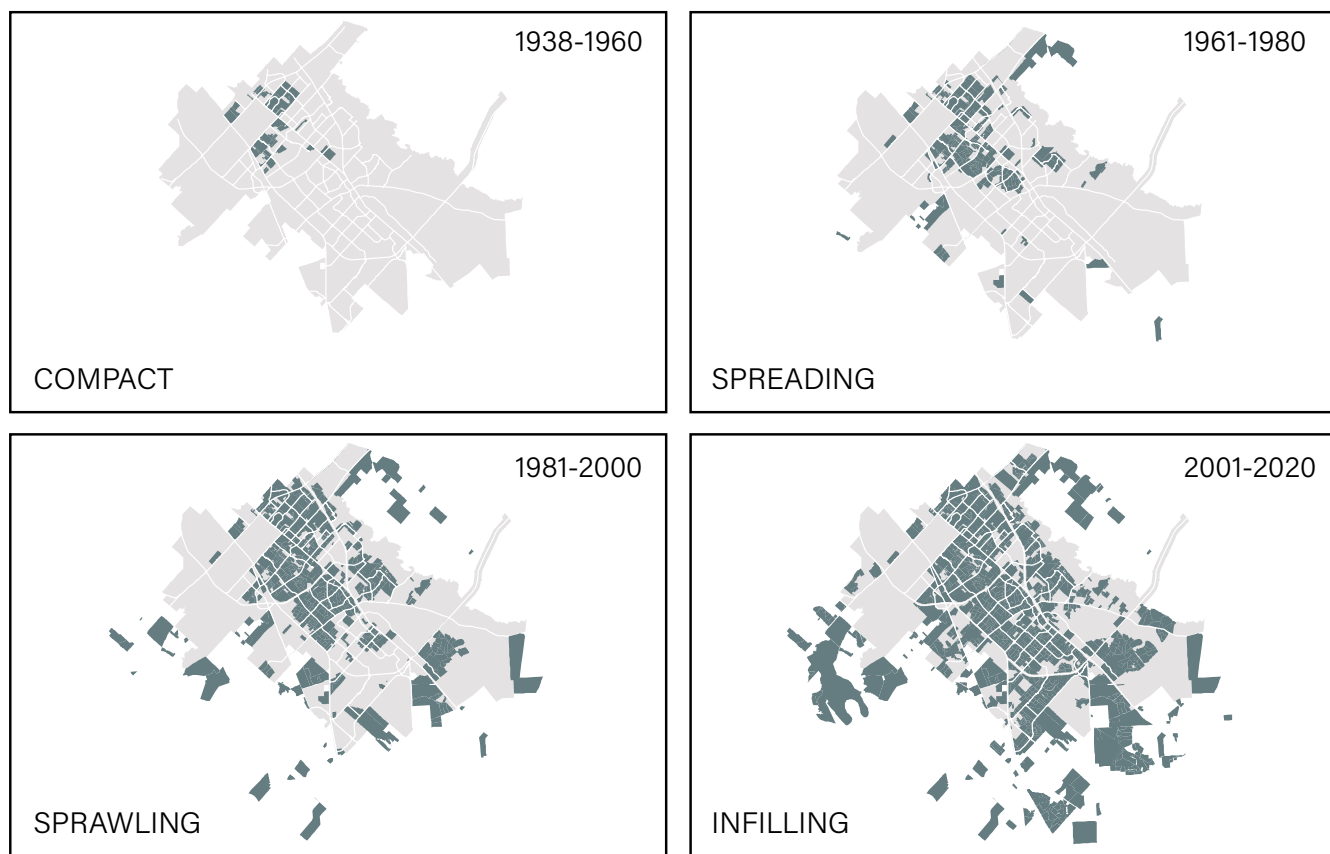 1938-1960
COMPACT
1961-1980
SPREADING
1981-2000
SPRAWLING
2001-2020
INFILLING